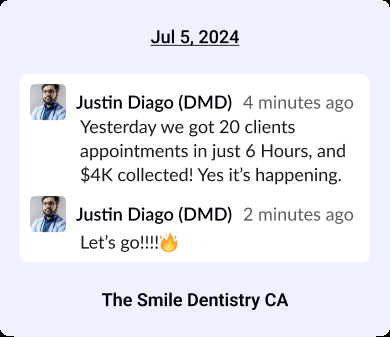 Jul 5, 2024
Justin Diago (DMD) 4 minutes ago
Yesterday we got 20 clients
appointments in just 6 Hours, and
$4K collected! Yes it’s happening.
Justin Diago (DMD) 2 minutes ago
Let’s go!!!!🔥
The Smile Dentistry CA